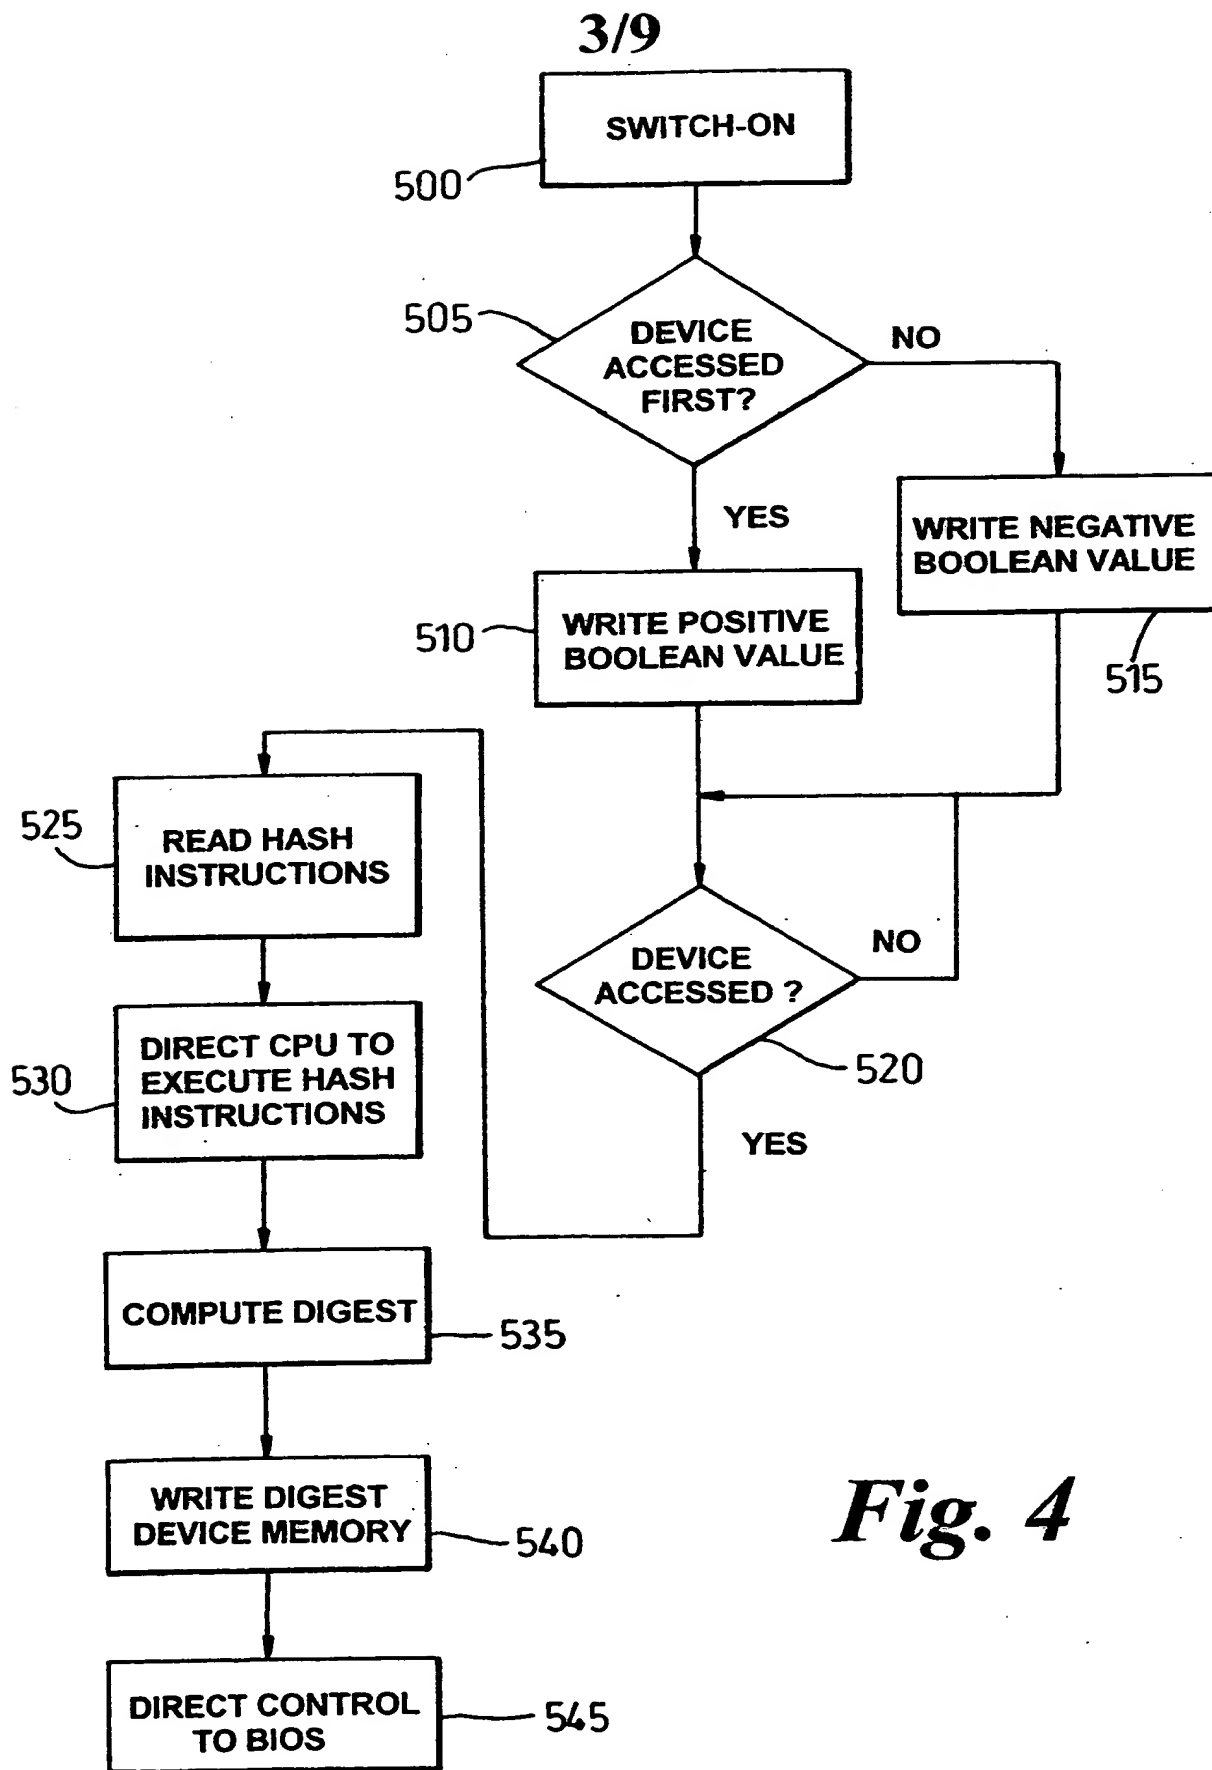 3/9
SWITCH-ON
500
505
DEVICE
ACCESSED
FIRST?
NO
YES
WRITE NEGATIVE
BOOLEAN VALUE
515
510
WRITE POSITIVE
BOOLEAN VALUE
525
READ HASH
INSTRUCTIONS
DEVICE
ACCESSED ?
NO
520
YES
530
DIRECT CPU TO
EXECUTE HASH
INSTRUCTIONS
COMPUTE DIGEST
535
WRITE DIGEST
DEVICE MEMORY
540
DIRECT CONTROL
TO BIOS
545
Fig. 4